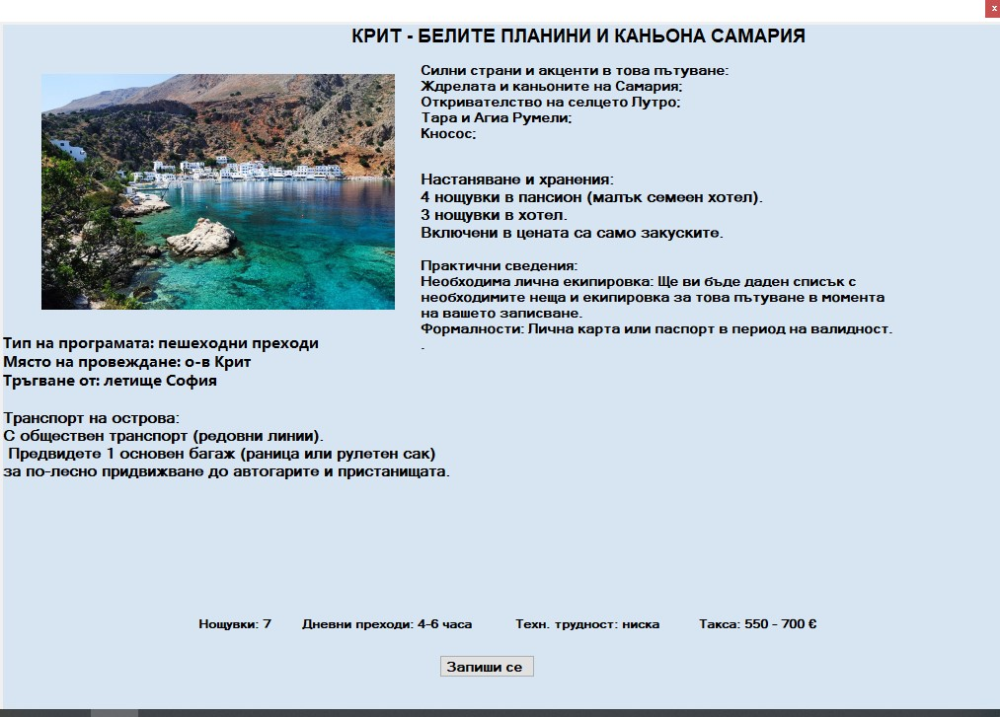 x
КРИТ - БЕЛИТЕ ПЛАНИНИ И КАНЬОНА САМАРИЯ
Силни страни и акценти в това пътуване:
Ждрелата и каньоните на Самария;
Откривателство на селцето Лутро;
Тара и Агиа Румели;
Кносос;
Настаняване и хранения:
4 нощувки в пансион (малък семеен хотел).
3 нощувки в хотел.
Включени в цената са само закуските.
Практични сведения:
Необходима лична екипировка: Ще ви бъде даден списък с
необходимите неща и екипировка за това пътуване в момента
на вашето записване.
Формалности: Лична карта или паспорт в период на валидност.
.
Тип на програмата: пешеходни преходи
Място на провеждане: о-в Крит
Тръгване от: летище София
Транспорт на острова:
С обществен транспорт (редовни линии).
Предвидете 1 основен багаж (раница или рулетен сак)
за по-лесно придвижване до автогарите и пристанищата.
Нощувки: 7 Дневни преходи: 4-6 часа Техн. трудност: ниска Такса: 550 - 700 €
Запиши се